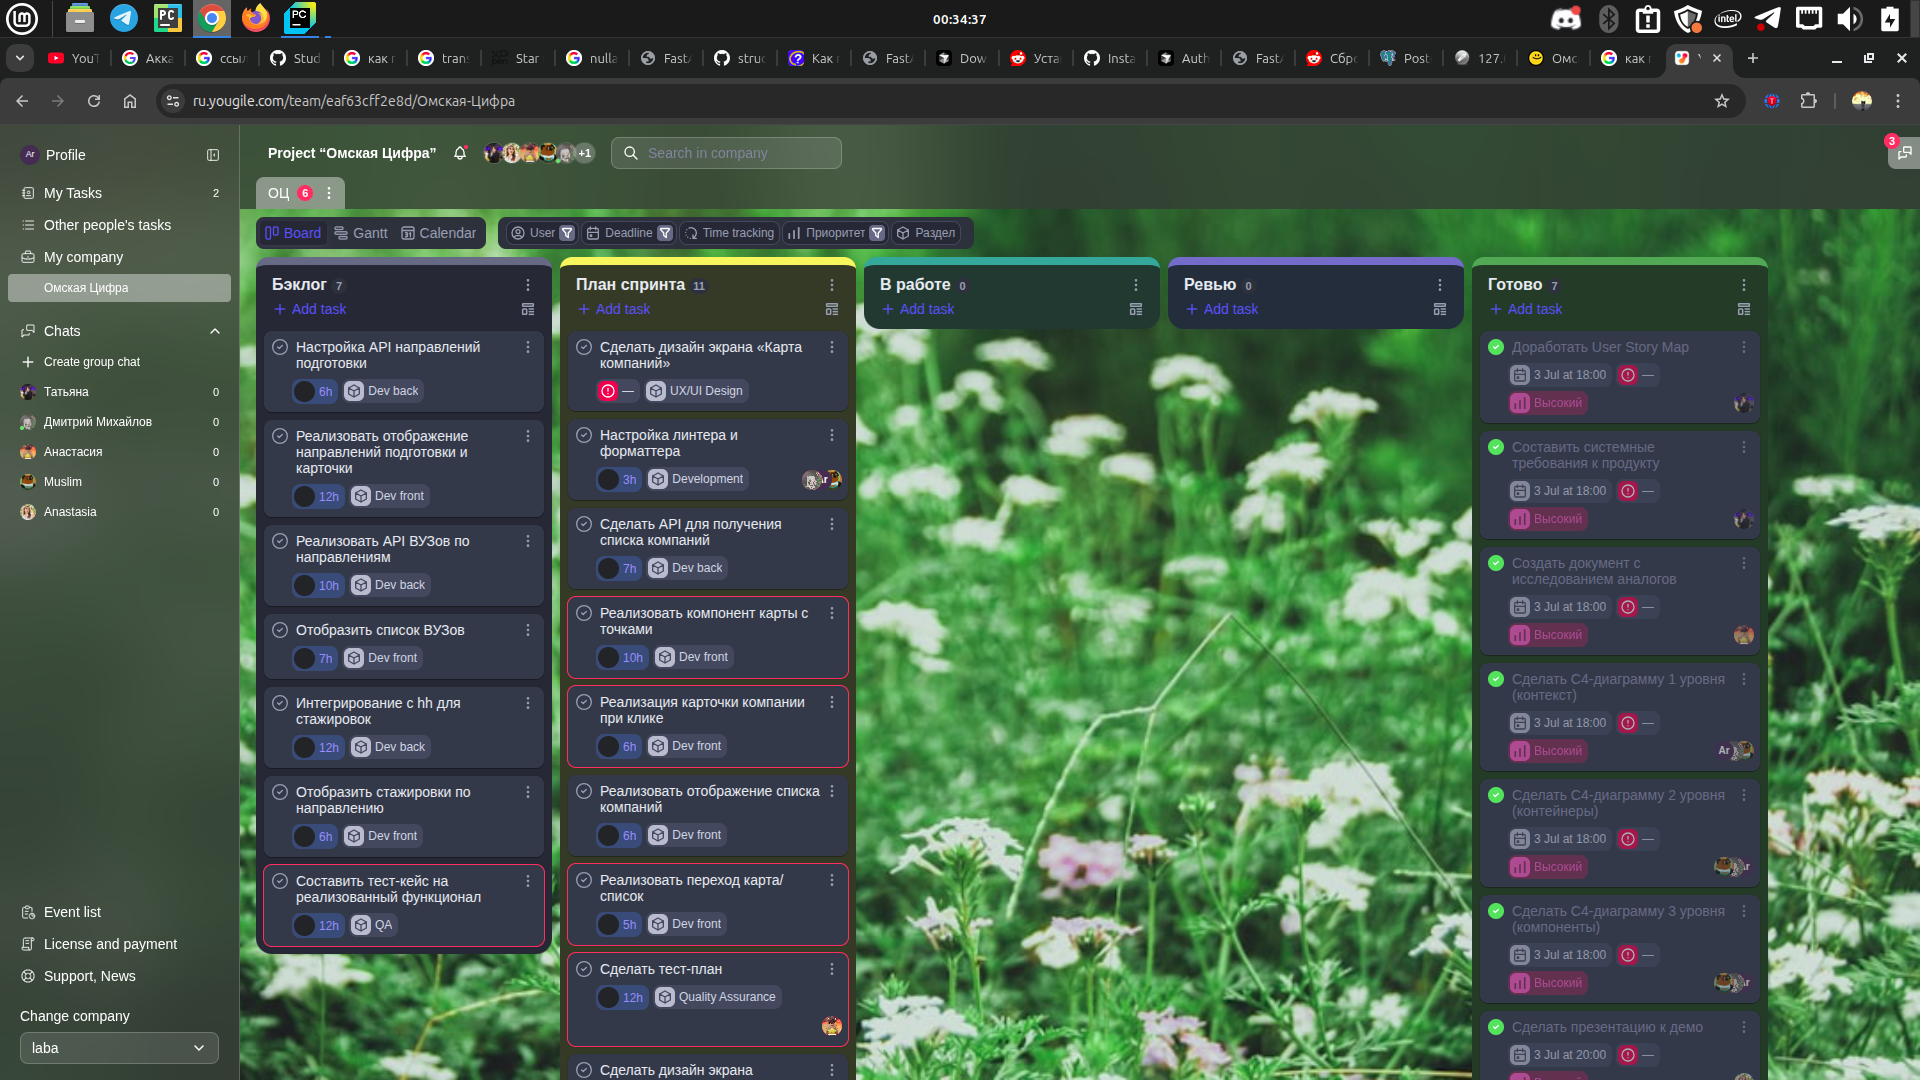 00:34:37
YouT
Акка
ссыл
Stud
как г
tran
Star
nulla
FastA
struc
Как
FastA
Dow
Уста
Insta
Auth
FastA
Сбро
Post
127.
Омс
как
ru.yougile.com/team/eaf63cff2e8d/Омская-Цифра
Ar Profile
My Tasks 2
Other people's tasks
My company
Омская Цифра
Chats
Create group chat
Татьяна 0
Дмитрий Михайлов 0
Анастасия 0
Muslim 0
Anastasia 0
Event list
License and payment
Support, News
Change company
laba
Project “Омская Цифра” +1 Search in company 3
ОЦ 6
Board Gantt Calendar User Deadline Time tracking Приоритет Раздел
Бэклог 7
Add task
Настройка API направлений
подготовки
6h Dev back
Реализовать отображение
направлений подготовки и
карточки
12h Dev front
Реализовать API ВУЗов по
направлениям
10h Dev back
Отобразить список ВУЗов
7h Dev front
Интегрирование с hh для
стажировок
12h Dev back
Отобразить стажировки по
направлению
6h Dev front
Составить тест-кейс на
реализованный функционал
12h QA
План спринта 11
Add task
Сделать дизайн экрана «Карта
компаний»
— UX/UI Design
Настройка линтера и
форматтера
3h Development
Сделать API для получения
списка компаний
7h Dev back
Реализовать компонент карты с
точками
10h Dev front
Реализация карточки компании
при клике
6h Dev front
Реализовать отображение списка
компаний
6h Dev front
Реализовать переход карта/
список
5h Dev front
Сделать тест-план
12h Quality Assurance
Сделать дизайн экрана
В работе 0
Add task
Ревью 0
Add task
Готово 7
Add task
Доработать User Story Map
3 Jul at 18:00 —
Высокий
Составить системные
требования к продукту
3 Jul at 18:00 —
Высокий
Создать документ с
исследованием аналогов
3 Jul at 18:00 —
Высокий
Сделать С4-диаграмму 1 уровня
(контекст)
3 Jul at 18:00 —
Высокий Ar
Сделать С4-диаграмму 2 уровня
(контейнеры)
3 Jul at 18:00 —
Высокий
Сделать С4-диаграмму 3 уровня
(компоненты)
3 Jul at 18:00 —
Высокий
Сделать презентацию к демо
3 Jul at 20:00 —